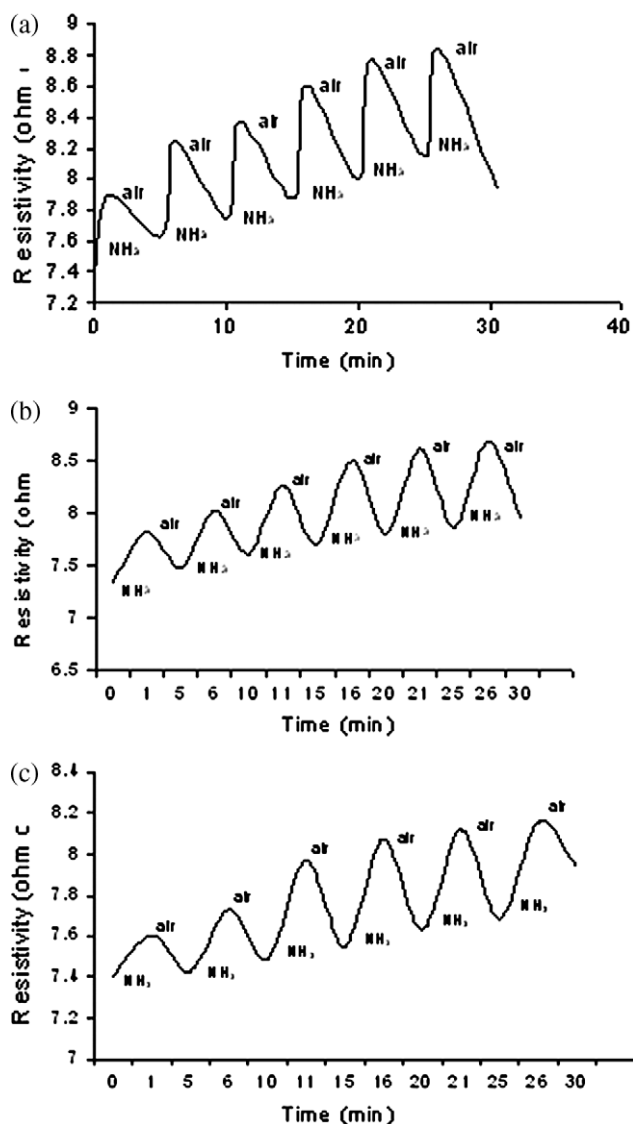 (a)
9
8.8
8.6
8.4
8.2
8
7.8
7.6
7.4
7.2
Resistivity (ohm
air
air
air
air
air
air
NH₃
NH₃
NH₃
NH₃
NH₃
NH₃
0
10
20
30
40
Time (min)
(b)
9
8.5
8
7.5
7
6.5
Resistivity (ohm
air
air
air
air
air
air
NH₃
NH₃
NH₃
NH₃
NH₃
NH₃
0 1 5 6 10 11 15 16 20 21 25 26 30
Time (min)
(c)
8.4
8.2
8
7.8
7.6
7.4
7.2
7
Resistivity (ohm c
air
air
air
air
air
air
NH₃
NH₃
NH₃
NH₃
NH₃
NH₃
0 1 5 6 10 11 15 16 20 21 25 26 30
Time (min)